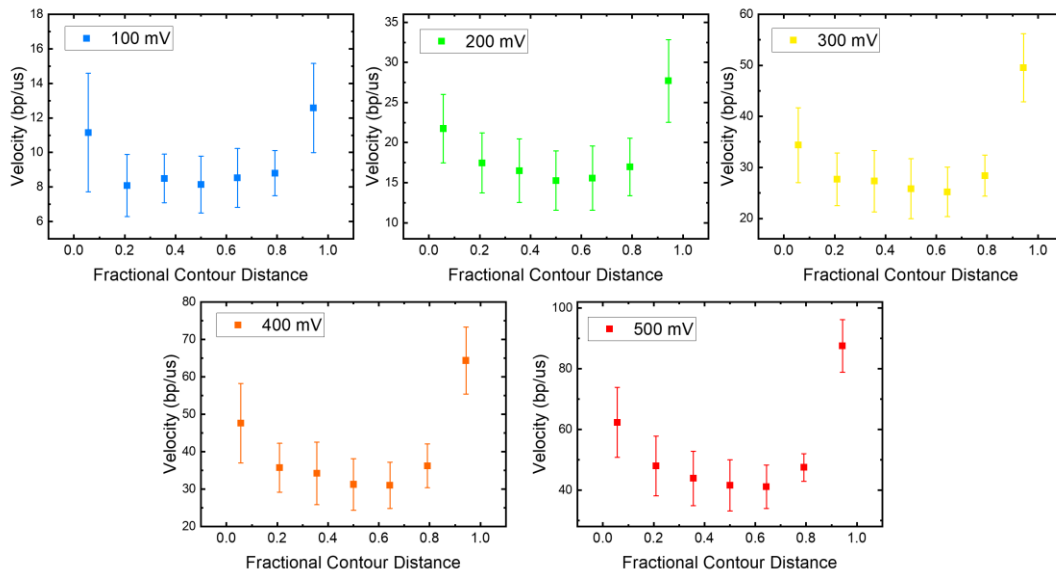 100 mV
Velocity (bp/us)
18
16
14
12
10
8
6
0.0 0.2 0.4 0.6 0.8 1.0
Fractional Contour Distance
200 mV
Velocity (bp/us)
35
30
25
20
15
10
0.0 0.2 0.4 0.6 0.8 1.0
Fractional Contour Distance
300 mV
Velocity (bp/us)
60
50
40
30
20
0.0 0.2 0.4 0.6 0.8 1.0
Fractional Contour Distance
400 mV
Velocity (bp/us)
80
70
60
50
40
30
20
0.0 0.2 0.4 0.6 0.8 1.0
Fractional Contour Distance
500 mV
Velocity (bp/us)
100
80
60
40
0.0 0.2 0.4 0.6 0.8 1.0
Fractional Contour Distance